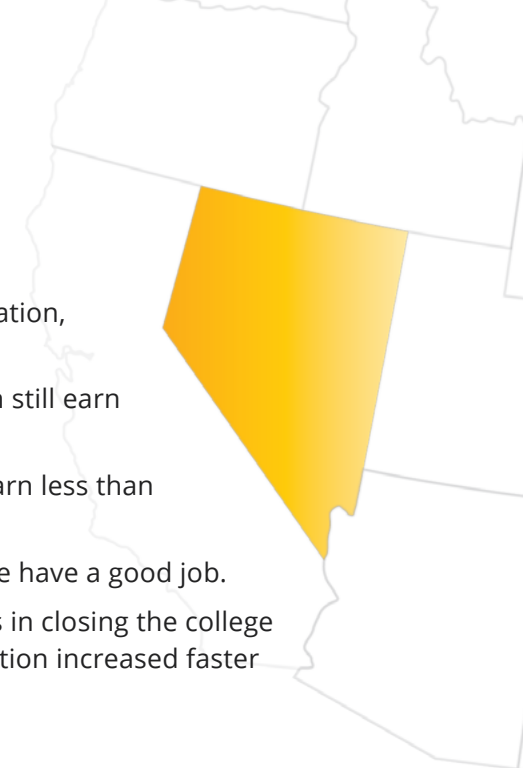 ation,
still earn
arn less than
e have a good job.
s in closing the college
tion increased faster